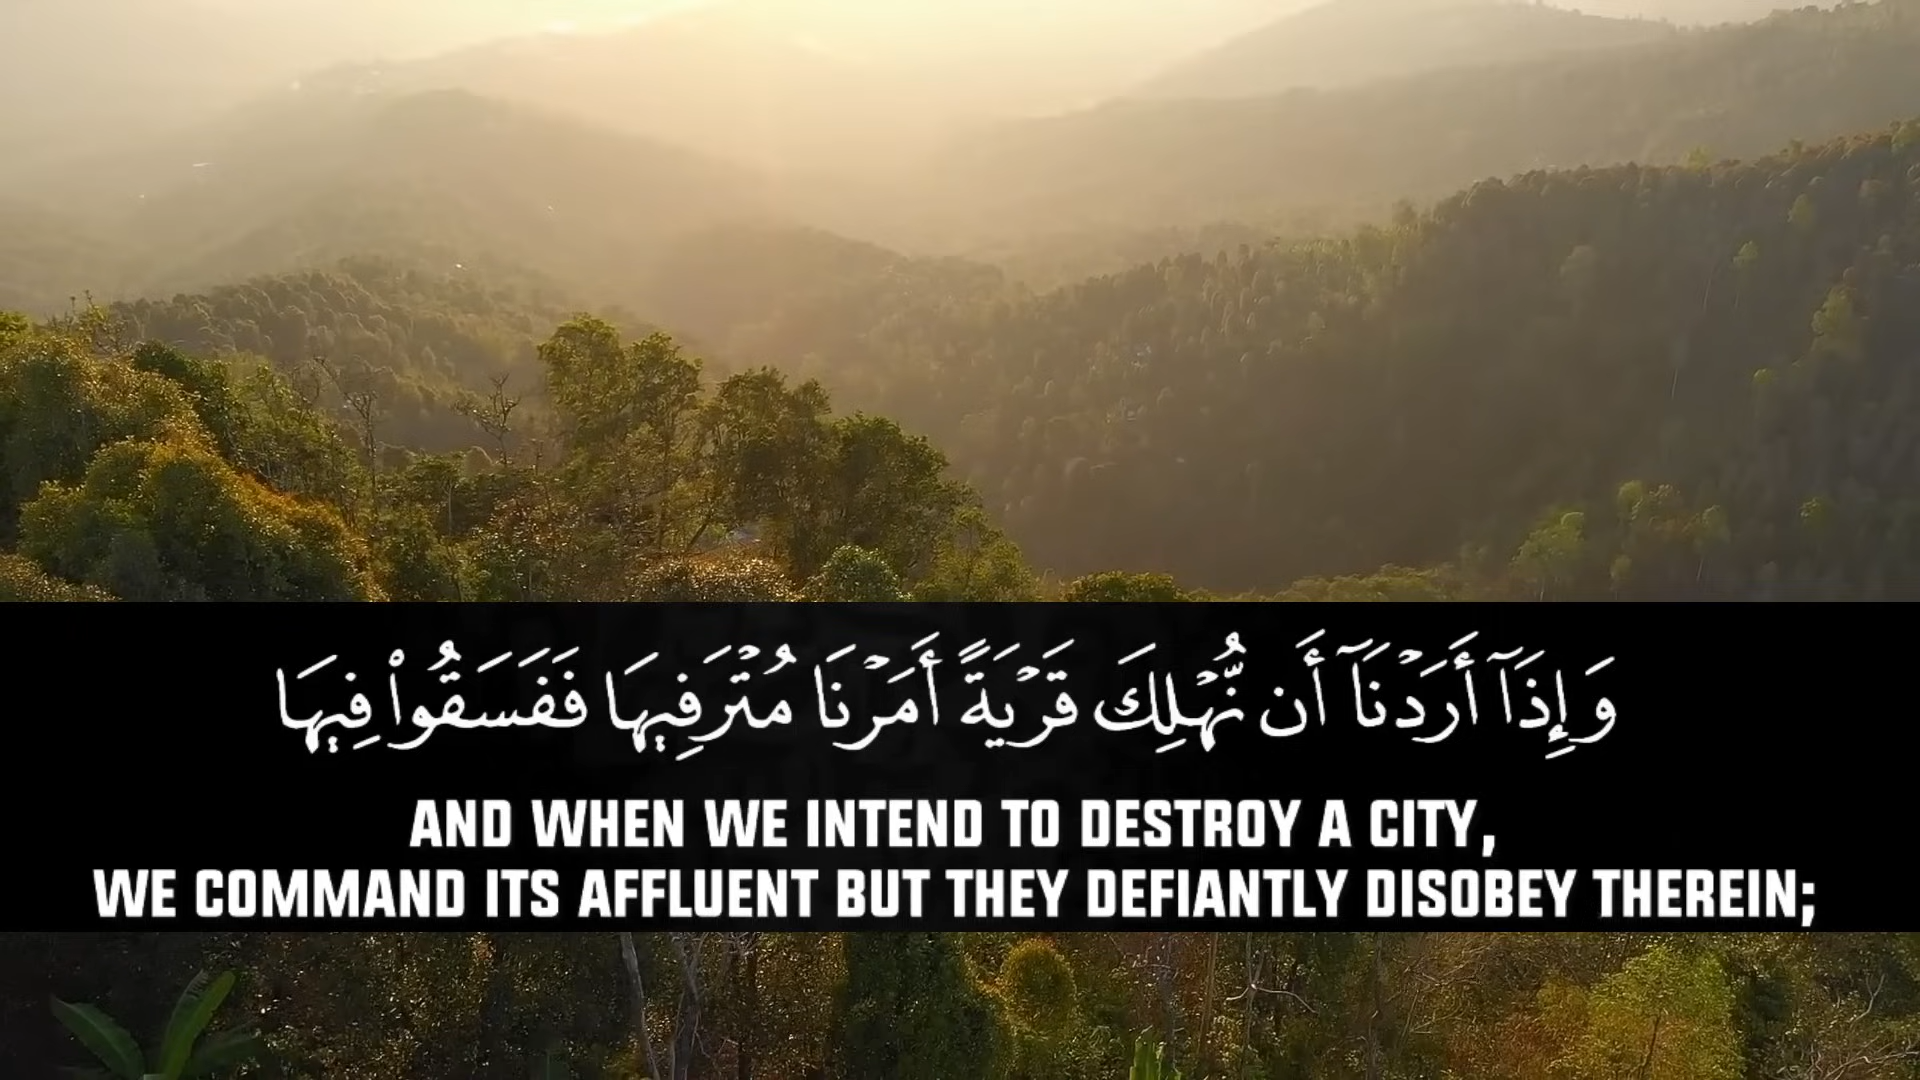 وَإِذَآ أَرَدْنَآ أَن نُّهْلِكَ قَرْيَةً أَمَرْنَا مُتْرَفِيهَا فَفَسَقُوا۟ فِيهَا
AND WHEN WE INTEND TO DESTROY A CITY,
WE COMMAND ITS AFFLUENT BUT THEY DEFIANTLY DISOBEY THEREIN;